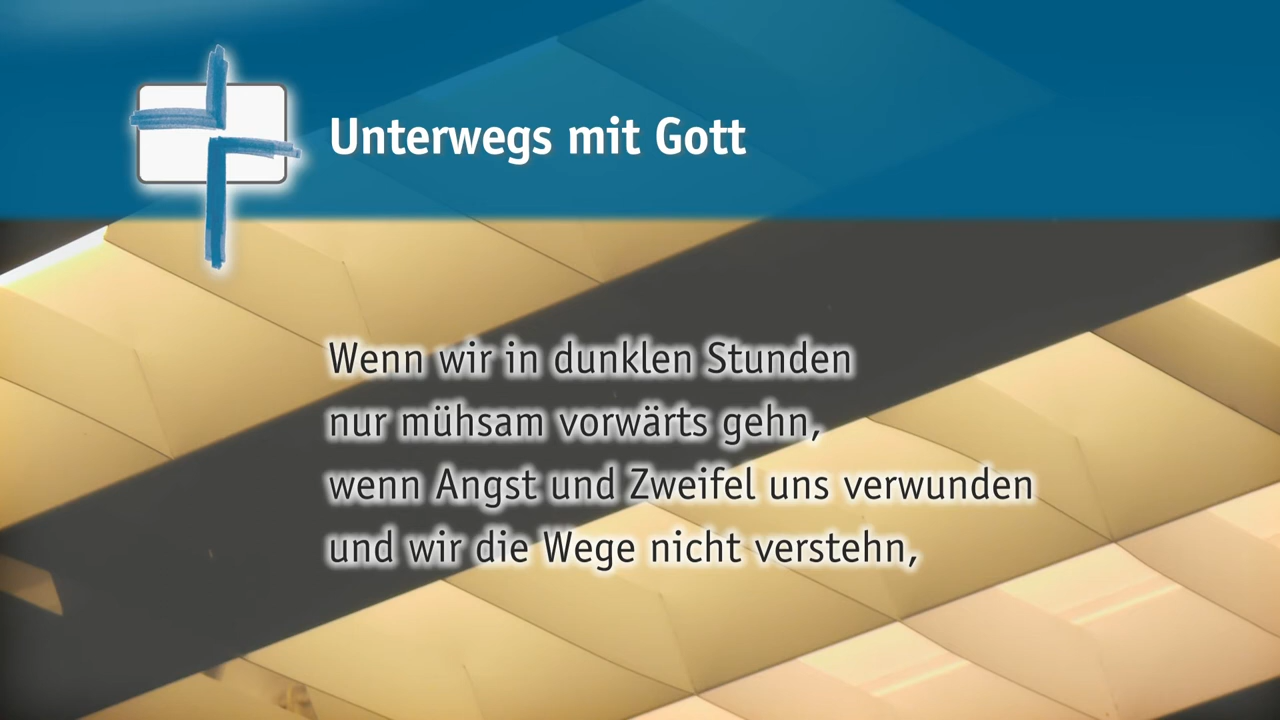 Unterwegs mit Gott
Wenn wir in dunklen Stunden
nur mühsam vorwärts gehn,
wenn Angst und Zweifel uns verwunden
und wir die Wege nicht verstehn,